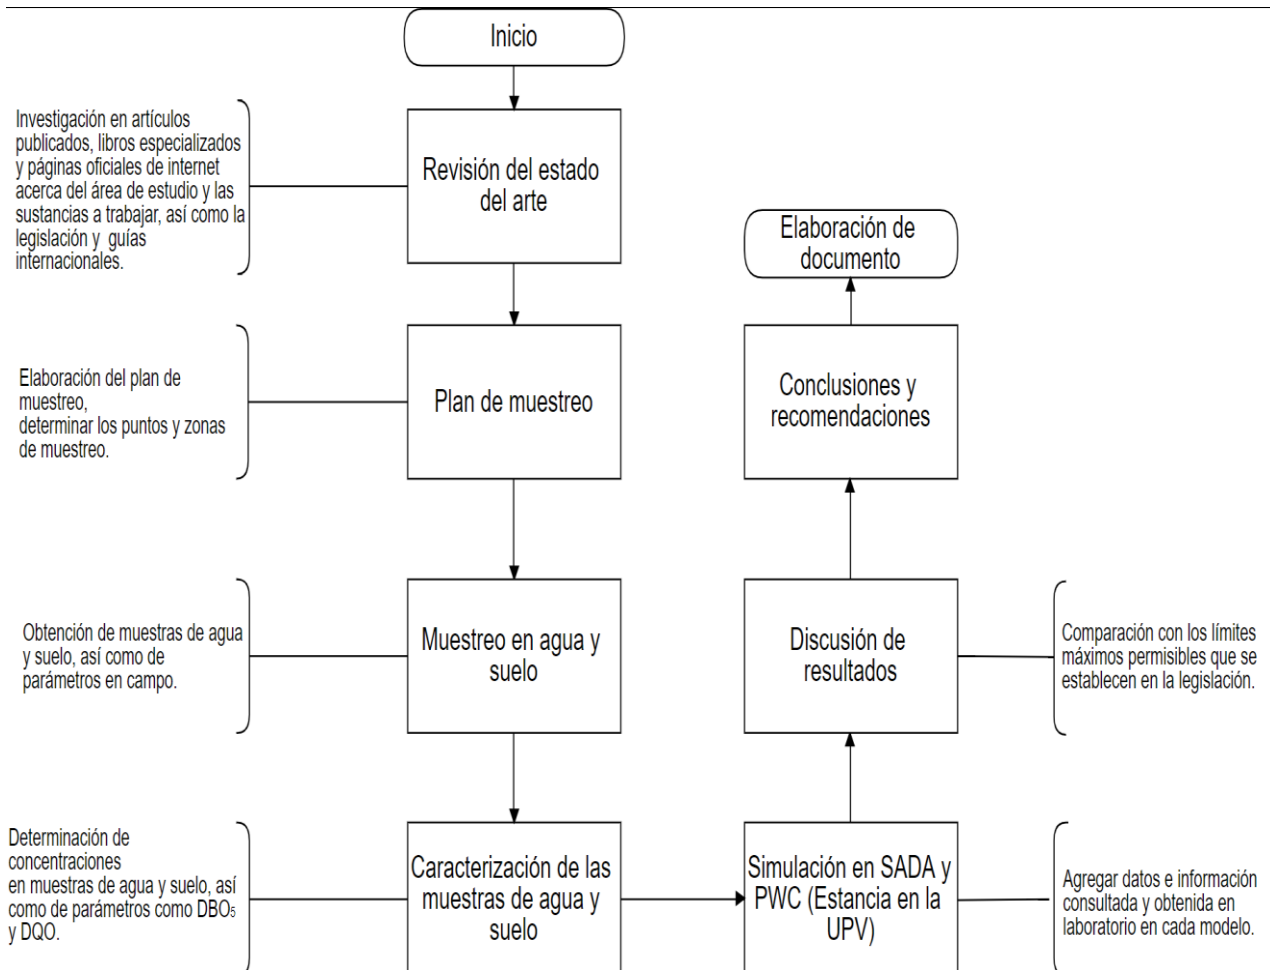 Inicio
Investigación en artículos
publicados, libros especializados
y páginas oficiales de internet
acerca del área de estudio y las
sustancias a trabajar, así como la
legislación y guías
internacionales.
Revisión del estado
del arte
Elaboración del plan de
muestreo,
determinar los puntos y zonas
de muestreo.
Plan de muestreo
Obtención de muestras de agua
y suelo, así como de
parámetros en campo.
Muestreo en agua y
suelo
Determinación de
concentraciones
en muestras de agua y suelo, así
como de parámetros como DBO₅
y DQO.
Caracterización de las
muestras de agua y
suelo
Simulación en SADA y
PWC (Estancia en la
UPV)
Agregar datos e información
consultada y obtenida en
laboratorio en cada modelo.
Discusión de
resultados
Comparación con los límites
máximos permisibles que se
establecen en la legislación.
Conclusiones y
recomendaciones
Elaboración de
documento